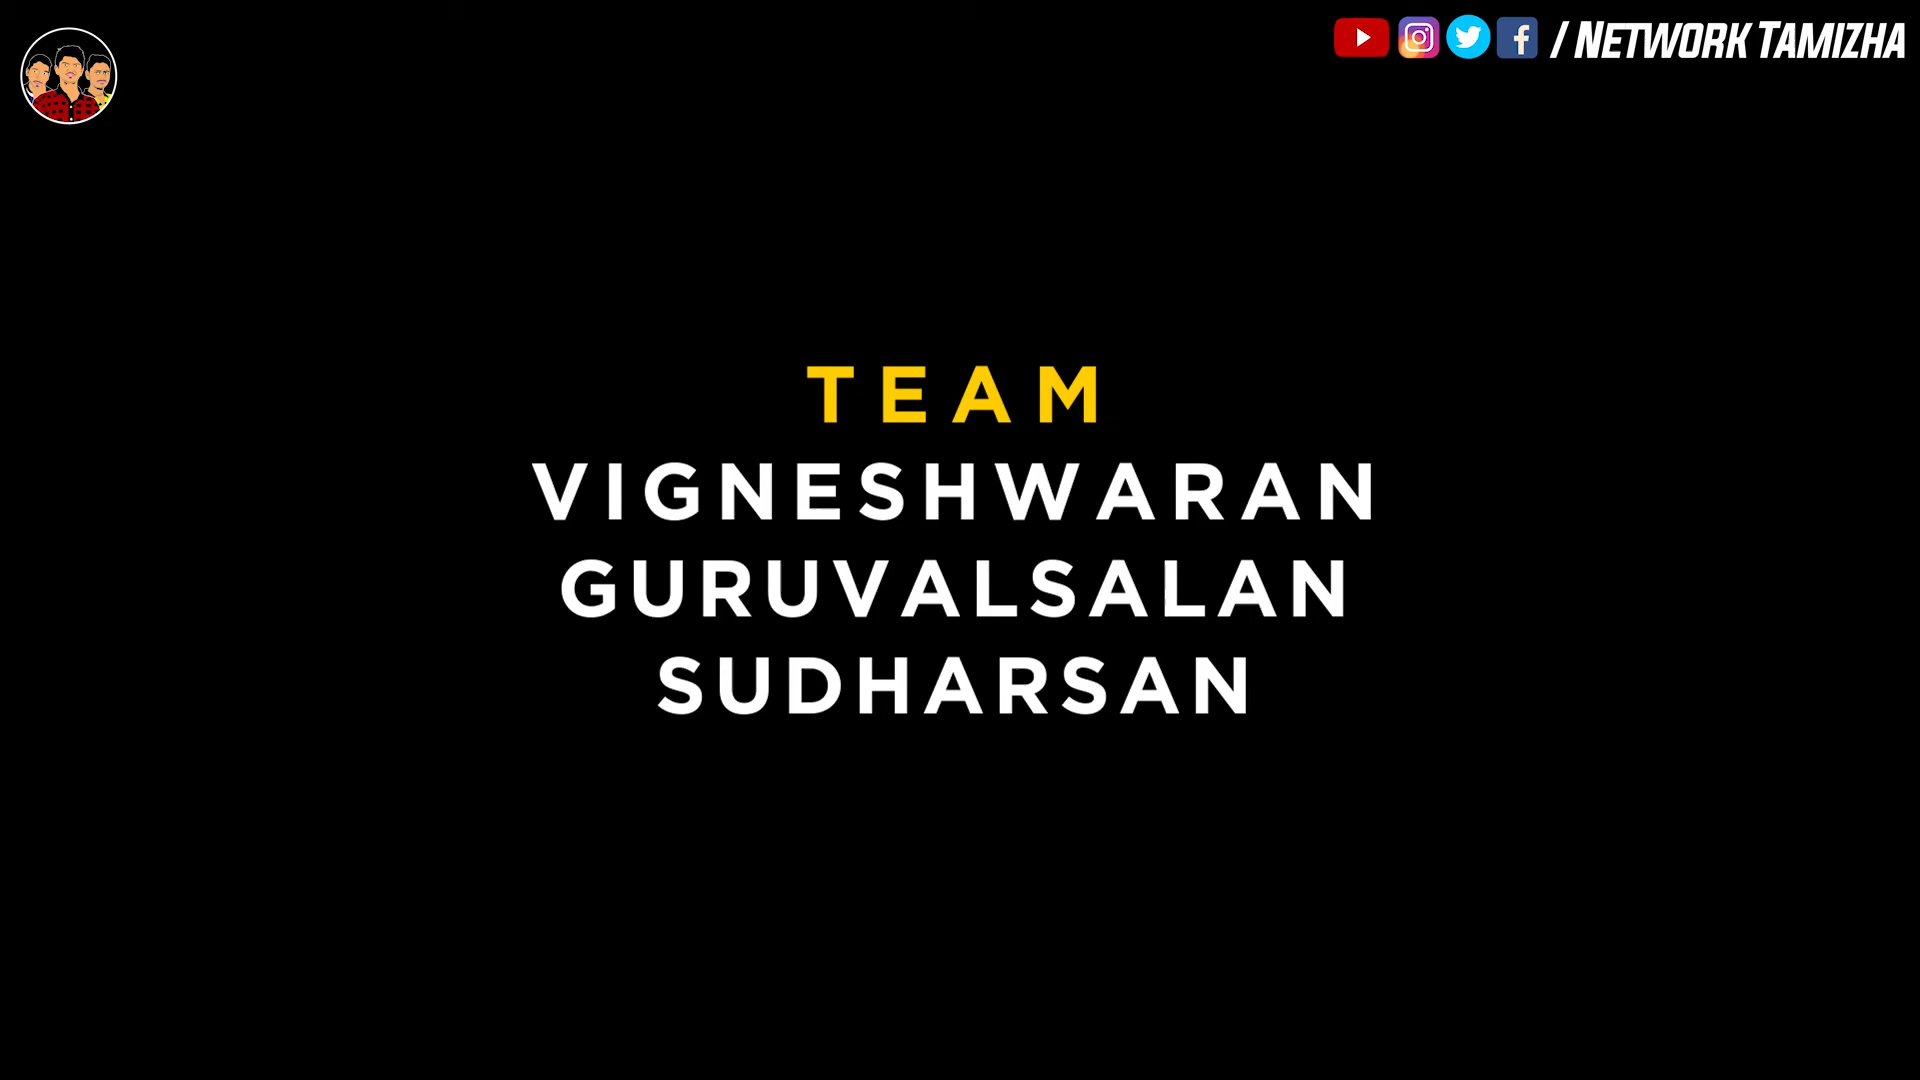 / NETWORK TAMIZHA
TEAM
VIGNESHWARAN
GURUVALSALAN
SUDHARSAN